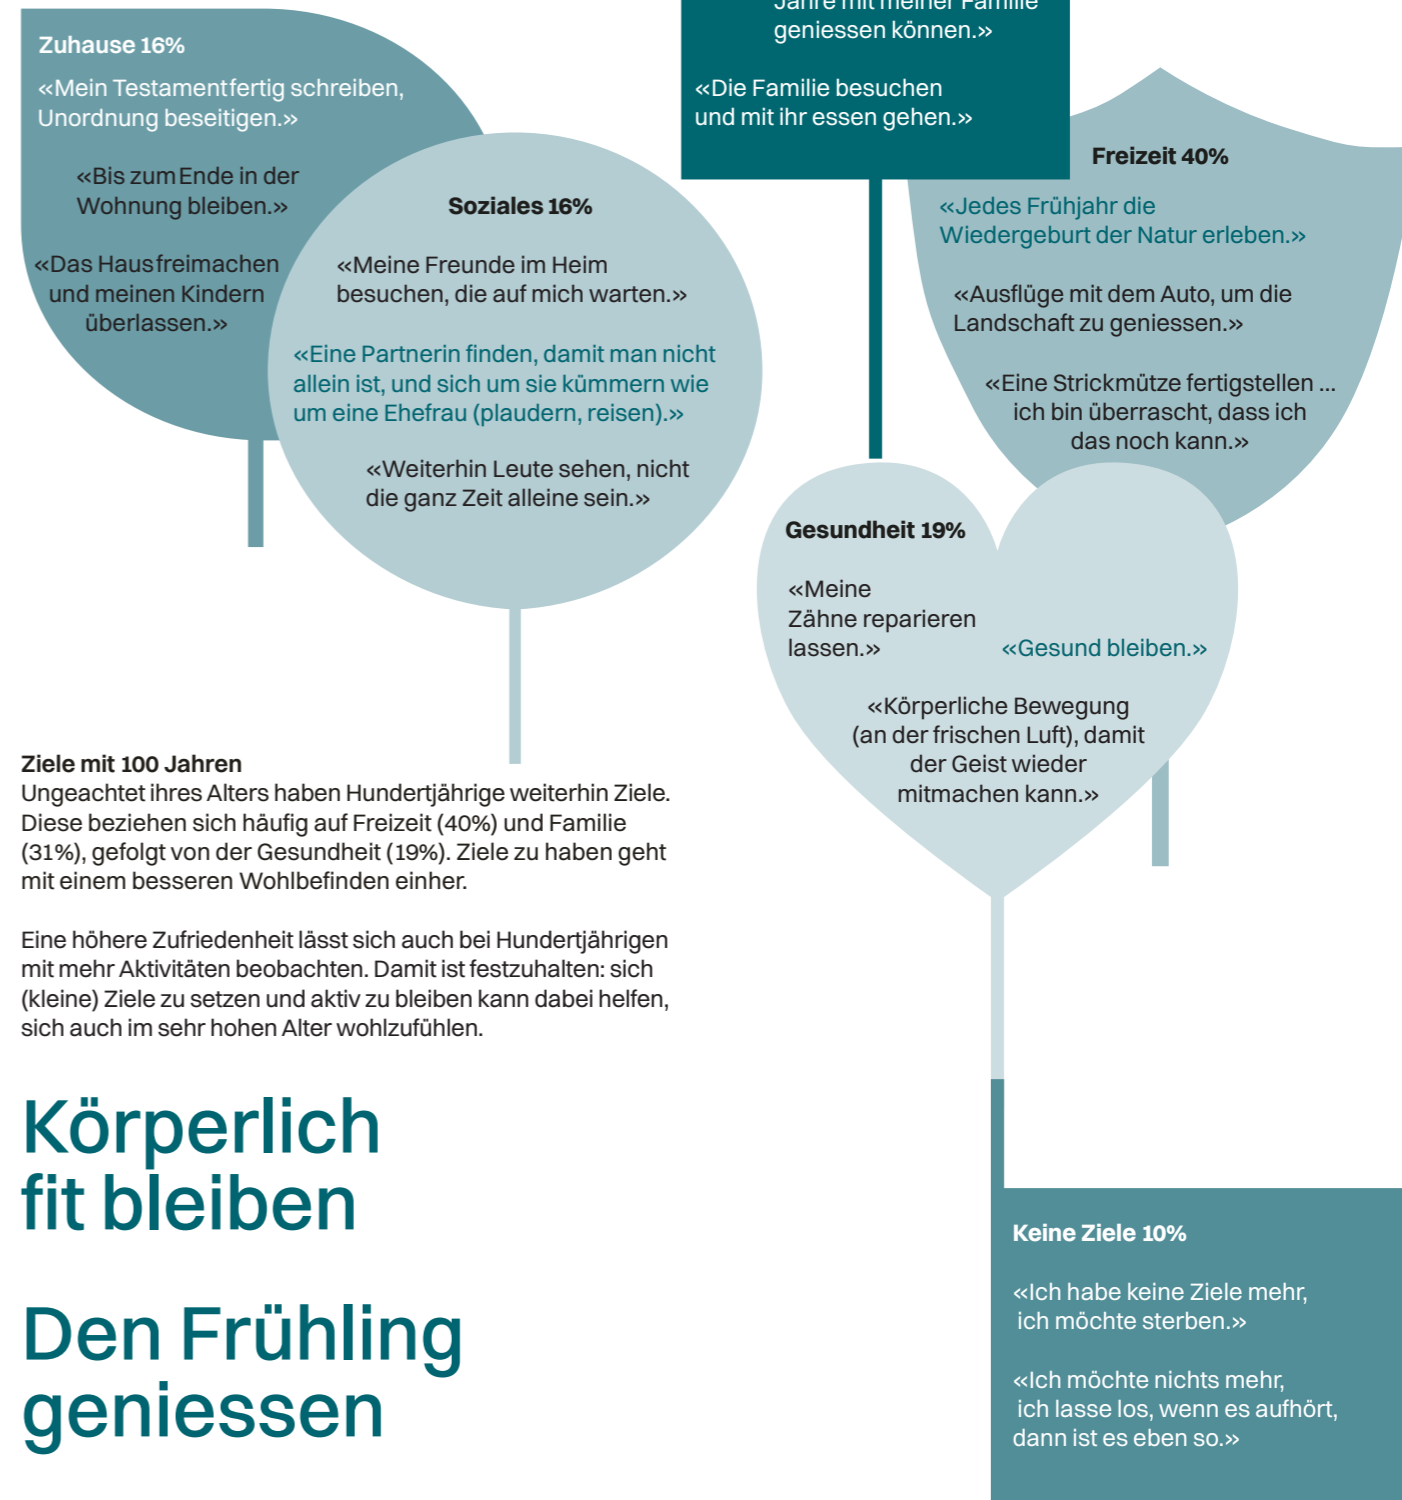 Zuhause 16%
«Mein Testament fertig schreiben,
Unordnung beseitigen.»
«Bis zum Ende in der
Wohnung bleiben.»
«Das Haus freimachen
und meinen Kindern
überlassen.»
Soziales 16%
«Meine Freunde im Heim
besuchen, die auf mich warten.»
«Eine Partnerin finden, damit man nicht
allein ist, und sich um sie kümmern wie
um eine Ehefrau (plaudern, reisen).»
«Weiterhin Leute sehen, nicht
die ganz Zeit alleine sein.»
Jahre mit meiner Familie
geniessen können.»
«Die Familie besuchen
und mit ihr essen gehen.»
Freizeit 40%
«Jedes Frühjahr die
Wiedergeburt der Natur erleben.»
«Ausflüge mit dem Auto, um die
Landschaft zu geniessen.»
«Eine Strickmütze fertigstellen ...
ich bin überrascht, dass ich
das noch kann.»
Gesundheit 19%
«Meine
Zähne reparieren
lassen.»
«Gesund bleiben.»
«Körperliche Bewegung
(an der frischen Luft), damit
der Geist wieder
mitmachen kann.»
Ziele mit 100 Jahren
Ungeachtet ihres Alters haben Hundertjährige weiterhin Ziele.
Diese beziehen sich häufig auf Freizeit (40%) und Familie
(31%), gefolgt von der Gesundheit (19%). Ziele zu haben geht
mit einem besseren Wohlbefinden einher.
Eine höhere Zufriedenheit lässt sich auch bei Hundertjährigen
mit mehr Aktivitäten beobachten. Damit ist festzuhalten: sich
(kleine) Ziele zu setzen und aktiv zu bleiben kann dabei helfen,
sich auch im sehr hohen Alter wohlzufühlen.
Körperlich
fit bleiben
Den Frühling
geniessen
Keine Ziele 10%
«Ich habe keine Ziele mehr,
ich möchte sterben.»
«Ich möchte nichts mehr,
ich lasse los, wenn es aufhört,
dann ist es eben so.»